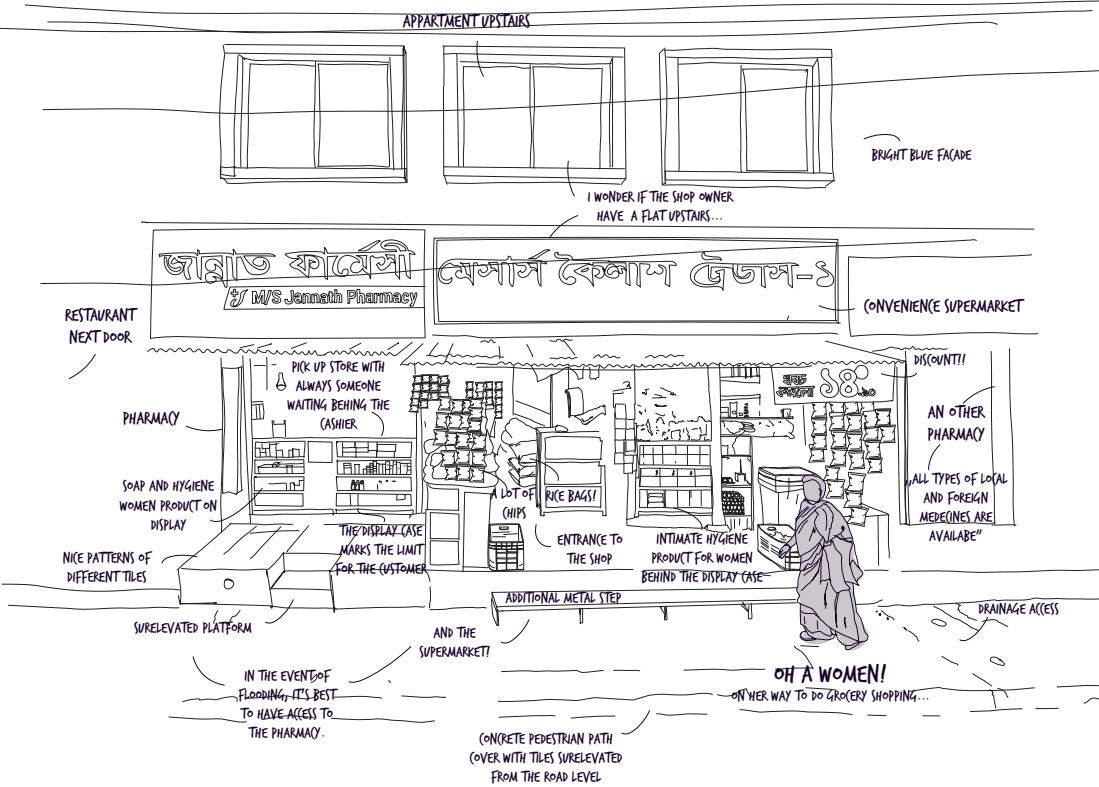 APPARTMENT UPSTAIRS
BRIGHT BLUE FACADE
I WONDER IF THE SHOP OWNER
HAVE A FLAT UPSTAIRS...
জান্নাত ফার্মেসী
M/S Jannath Pharmacy
মেসার্স কৈলাশ ট্রেডার্স-১
CONVENIENCE SUPERMARKET
RESTAURANT
NEXT DOOR
PICK UP STORE WITH
ALWAYS SOMEONE
WAITING BEHING THE
CASHIER
DISCOUNT!!
PHARMACY
AN OTHER
PHARMACY
"ALL TYPES OF LOCAL
AND FOREIGN
MEDECINES ARE
AVAILABE"
SOAP AND HYGIENE
WOMEN PRODUCT ON
DISPLAY
A LOT OF
CHIPS
RICE BAGS!
THE DISPLAY CASE
MARKS THE LIMIT
FOR THE CUSTOMER
ENTRANCE TO
THE SHOP
INTIMATE HYGIENE
PRODUCT FOR WOMEN
BEHIND THE DISPLAY CASE
NICE PATTERNS OF
DIFFERENT TILES
ADDITIONAL METAL STEP
DRAINAGE ACCESS
SURELEVATED PLATFORM
AND THE
SUPERMARKET!
IN THE EVENT OF
FLOODING, IT'S BEST
TO HAVE ACCESS TO
THE PHARMACY.
OH A WOMEN!
ON HER WAY TO DO GROCERY SHOPPING...
CONCRETE PEDESTRIAN PATH
COVER WITH TILES SURELEVATED
FROM THE ROAD LEVEL